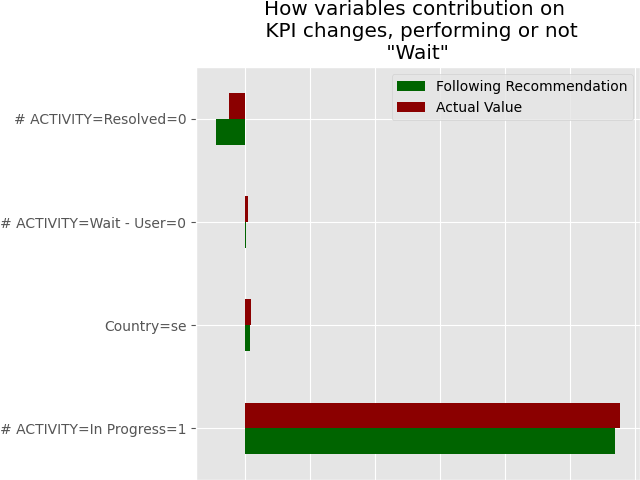 How variables contribution on
KPI changes, performing or not
"Wait"
Following Recommendation
Actual Value
# ACTIVITY=Resolved=0
# ACTIVITY=Wait - User=0
Country=se
# ACTIVITY=In Progress=1